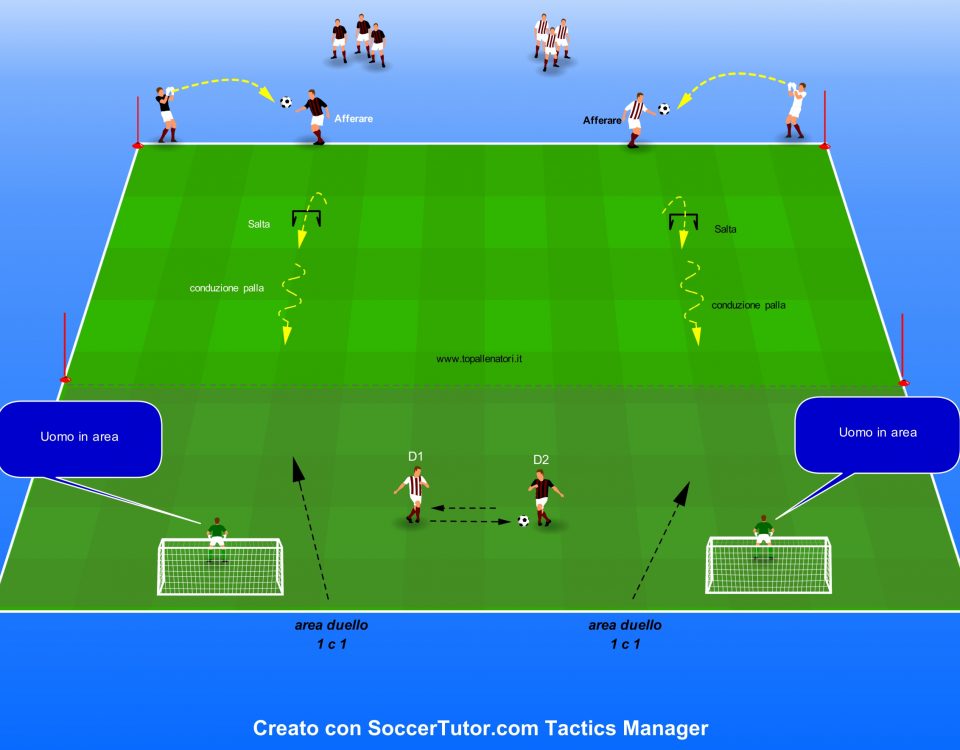 Afferare
Afferare
Salta
Salta
conduzione palla
conduzione palla
www.topallenatori.it
Uomo in area
Uomo in area
D1
D2
area duello
1 c 1
area duello
1 c 1
Creato con SoccerTutor.com Tactics Manager